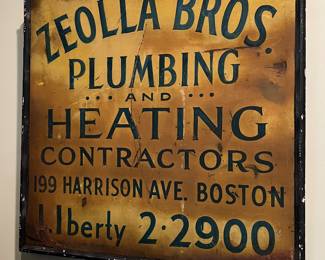 ZEOLLA BROS.
PLUMBING
... AND ...
HEATING
CONTRACTORS
199 HARRISON AVE. BOSTON
LIberty 2·2900